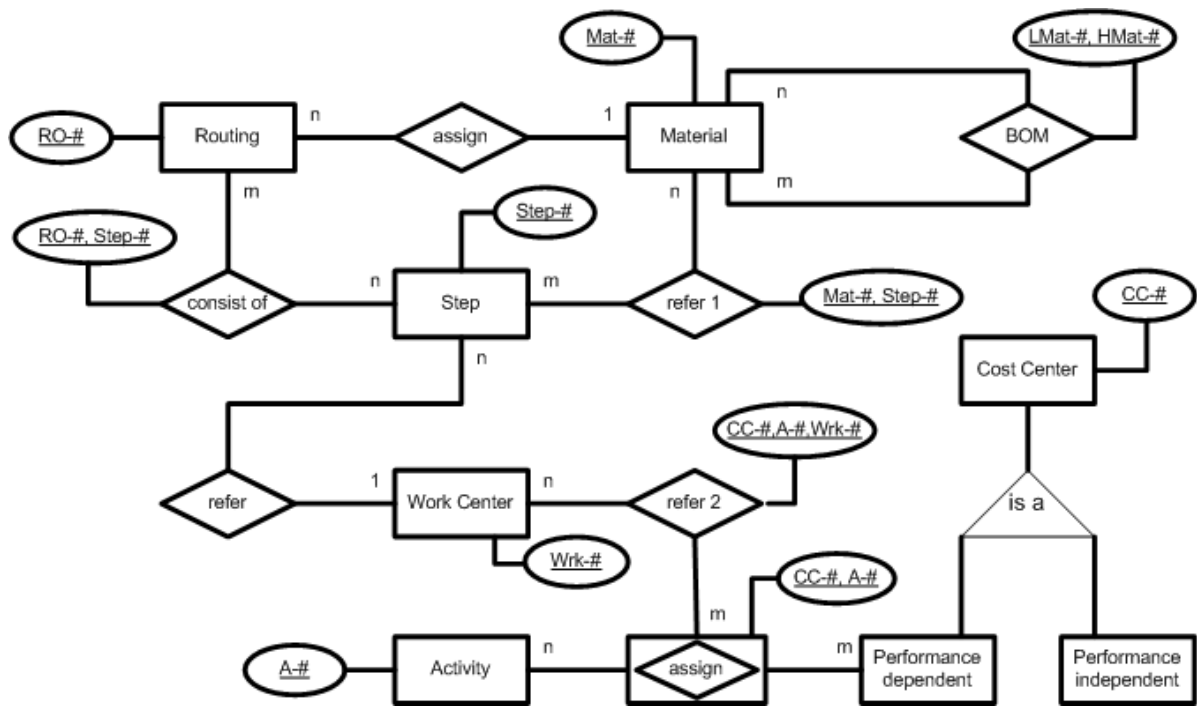 Mat-#
LMat-#, HMat-#
n
RO-#
Routing
n
assign
1
Material
BOM
m
m
n
Step-#
RO-#, Step-#
consist of
n
Step
m
refer 1
Mat-#, Step-#
CC-#
Cost Center
n
CC-#,A-#,Wrk-#
refer
1
Work Center
n
refer 2
is a
Wrk-#
CC-#, A-#
m
A-#
Activity
n
assign
m
Performance
dependent
Performance
independent